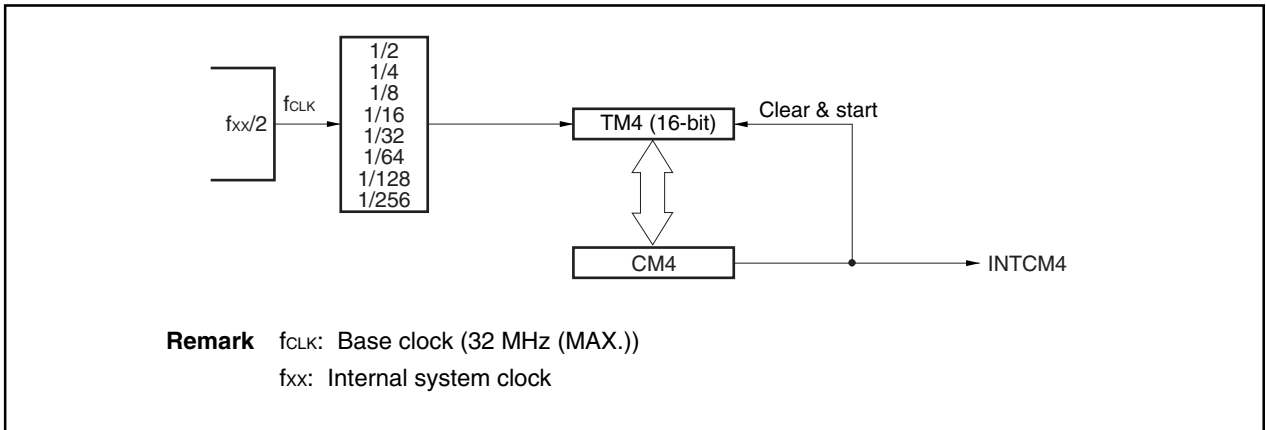 fxx/2
fCLK
1/2
1/4
1/8
1/16
1/32
1/64
1/128
1/256
TM4 (16-bit)
Clear & start
CM4
INTCM4
Remark fCLK: Base clock (32 MHz (MAX.))
fxx: Internal system clock